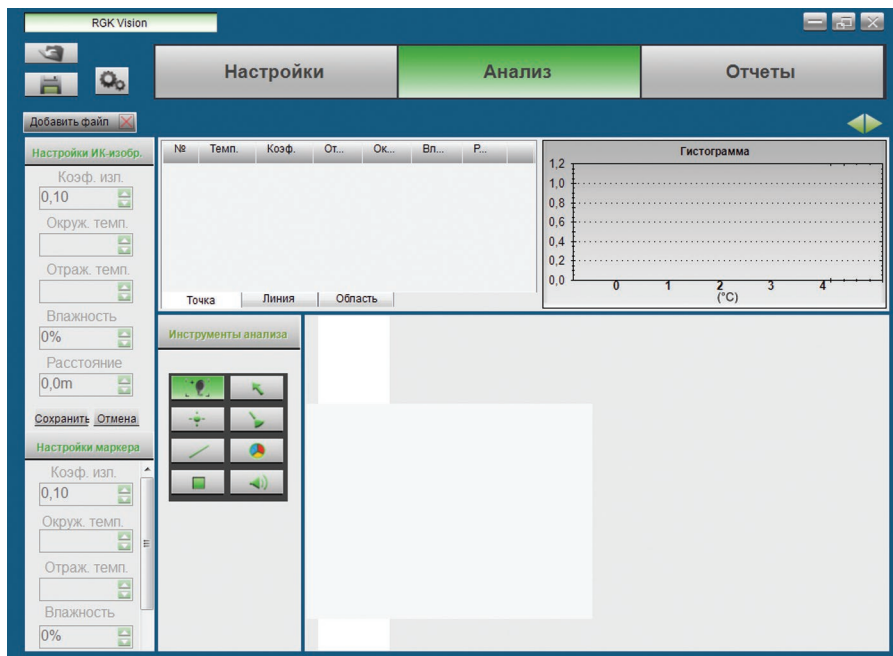 RGK Vision
Настройки
Анализ
Отчеты
Добавить файл
Настройки ИК-изобр.
Коэф. изл.
0,10
Окруж. темп.
Отраж. темп.
Влажность
0%
Расстояние
0,0m
Сохранить Отмена
Настройки маркера
Коэф. изл.
0,10
Окруж. темп.
Отраж. темп.
Влажность
0%
№ Темп. Коэф. От... Ок... Вл... Р...
Точка Линия Область
Гистограмма
1,2
1,0
0,8
0,6
0,4
0,2
0,0
0 1 2 3 4
(°C)
Инструменты анализа